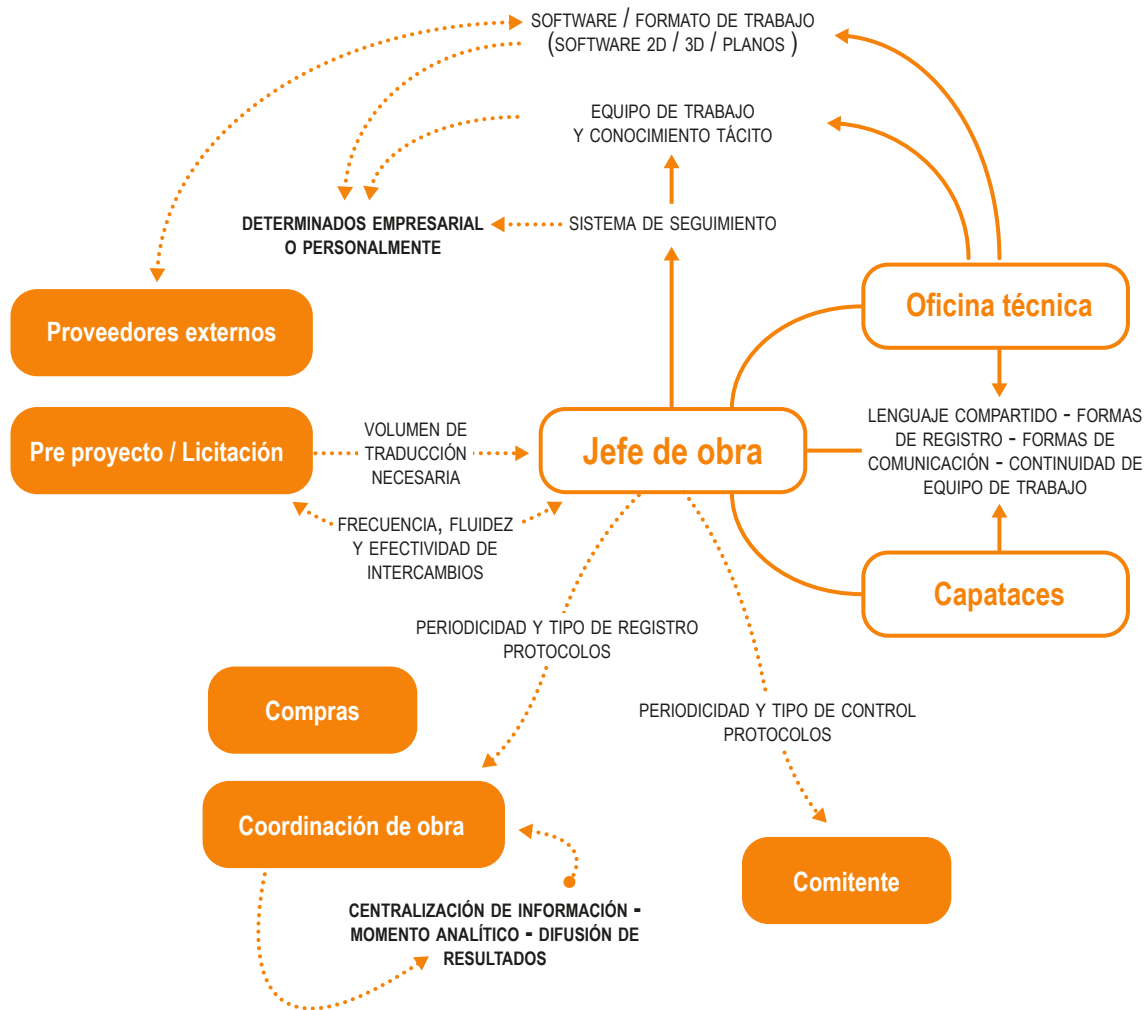 SOFTWARE / FORMATO DE TRABAJO
(SOFTWARE 2D / 3D / PLANOS )
EQUIPO DE TRABAJO
Y CONOCIMIENTO TÁCITO
DETERMINADOS EMPRESARIAL
O PERSONALMENTE
SISTEMA DE SEGUIMIENTO
Proveedores externos
Oficina técnica
Pre proyecto / Licitación
VOLUMEN DE
TRADUCCIÓN
NECESARIA
Jefe de obra
LENGUAJE COMPARTIDO - FORMAS
DE REGISTRO - FORMAS DE
COMUNICACIÓN - CONTINUIDAD DE
EQUIPO DE TRABAJO
FRECUENCIA, FLUIDEZ
Y EFECTIVIDAD DE
INTERCAMBIOS
Capataces
PERIODICIDAD Y TIPO DE REGISTRO
PROTOCOLOS
Compras
PERIODICIDAD Y TIPO DE CONTROL
PROTOCOLOS
Coordinación de obra
Comitente
CENTRALIZACIÓN DE INFORMACIÓN -
MOMENTO ANALÍTICO - DIFUSIÓN DE
RESULTADOS